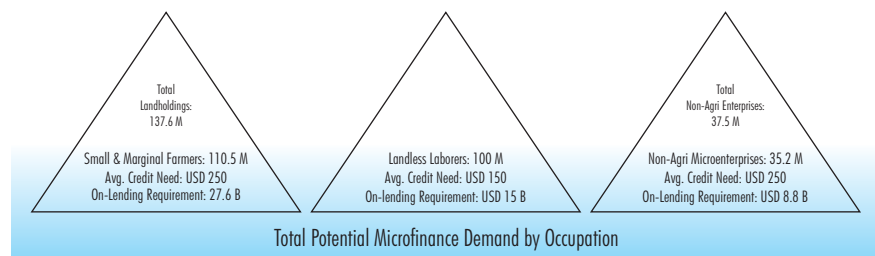 Total
Landholdings:
137.6 M
Small & Marginal Farmers: 110.5 M
Avg. Credit Need: USD 250
On-Lending Requirement: 27.6 B
Landless Laborers: 100 M
Avg. Credit Need: USD 150
On-lending Requirement: USD 15 B
Total
Non-Agri Enterprises:
37.5 M
Non-Agri Microenterprises: 35.2 M
Avg. Credit Need: USD 250
On-Lending Requirement: USD 8.8 B
Total Potential Microfinance Demand by Occupation